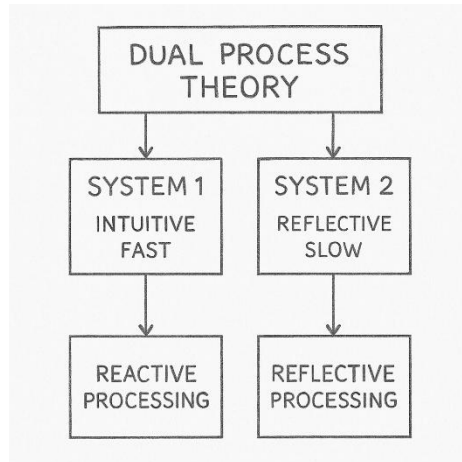 DUAL PROCESS
THEORY
SYSTEM 1
INTUITIVE
FAST
SYSTEM 2
REFLECTIVE
SLOW
REACTIVE
PROCESSING
REFLECTIVE
PROCESSING